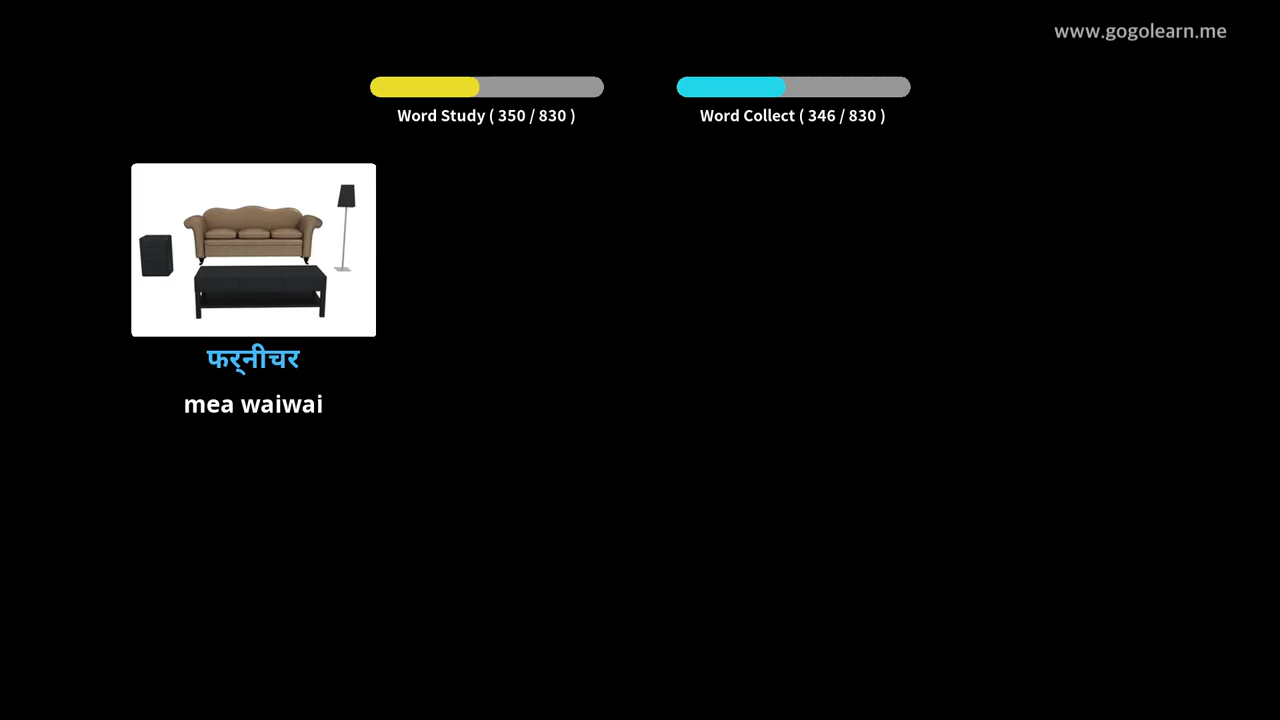 www.gogolearn.me
Word Study ( 350 / 830 )
Word Collect ( 346 / 830 )
फर्नीचर
mea waiwai